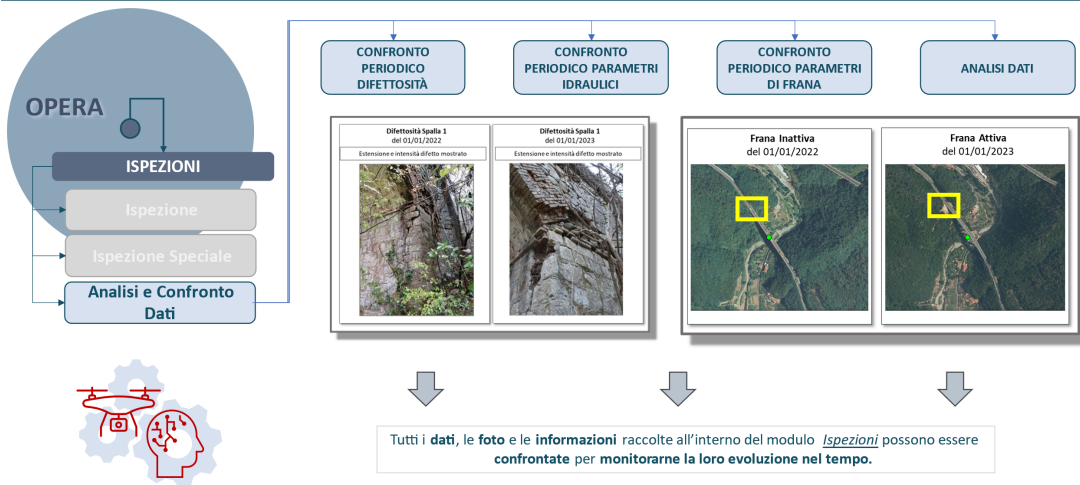 OPERA
ISPEZIONI
Ispezione
Ispezione Speciale
Analisi e Confronto
Dati
CONFRONTO
PERIODICO
DIFETTOSITÀ
CONFRONTO
PERIODICO PARAMETRI
IDRAULICI
CONFRONTO
PERIODICO PARAMETRI
DI FRANA
ANALISI DATI
Difettosità Spalla 1
del 01/01/2022
Estensione e intensità difetto mostrato
Difettosità Spalla 1
del 01/01/2023
Estensione e intensità difetto mostrato
Frana Inattiva
del 01/01/2022
Frana Attiva
del 01/01/2023
Tutti i dati, le foto e le informazioni raccolte all'interno del modulo Ispezioni possono essere
confrontate per monitorarne la loro evoluzione nel tempo.